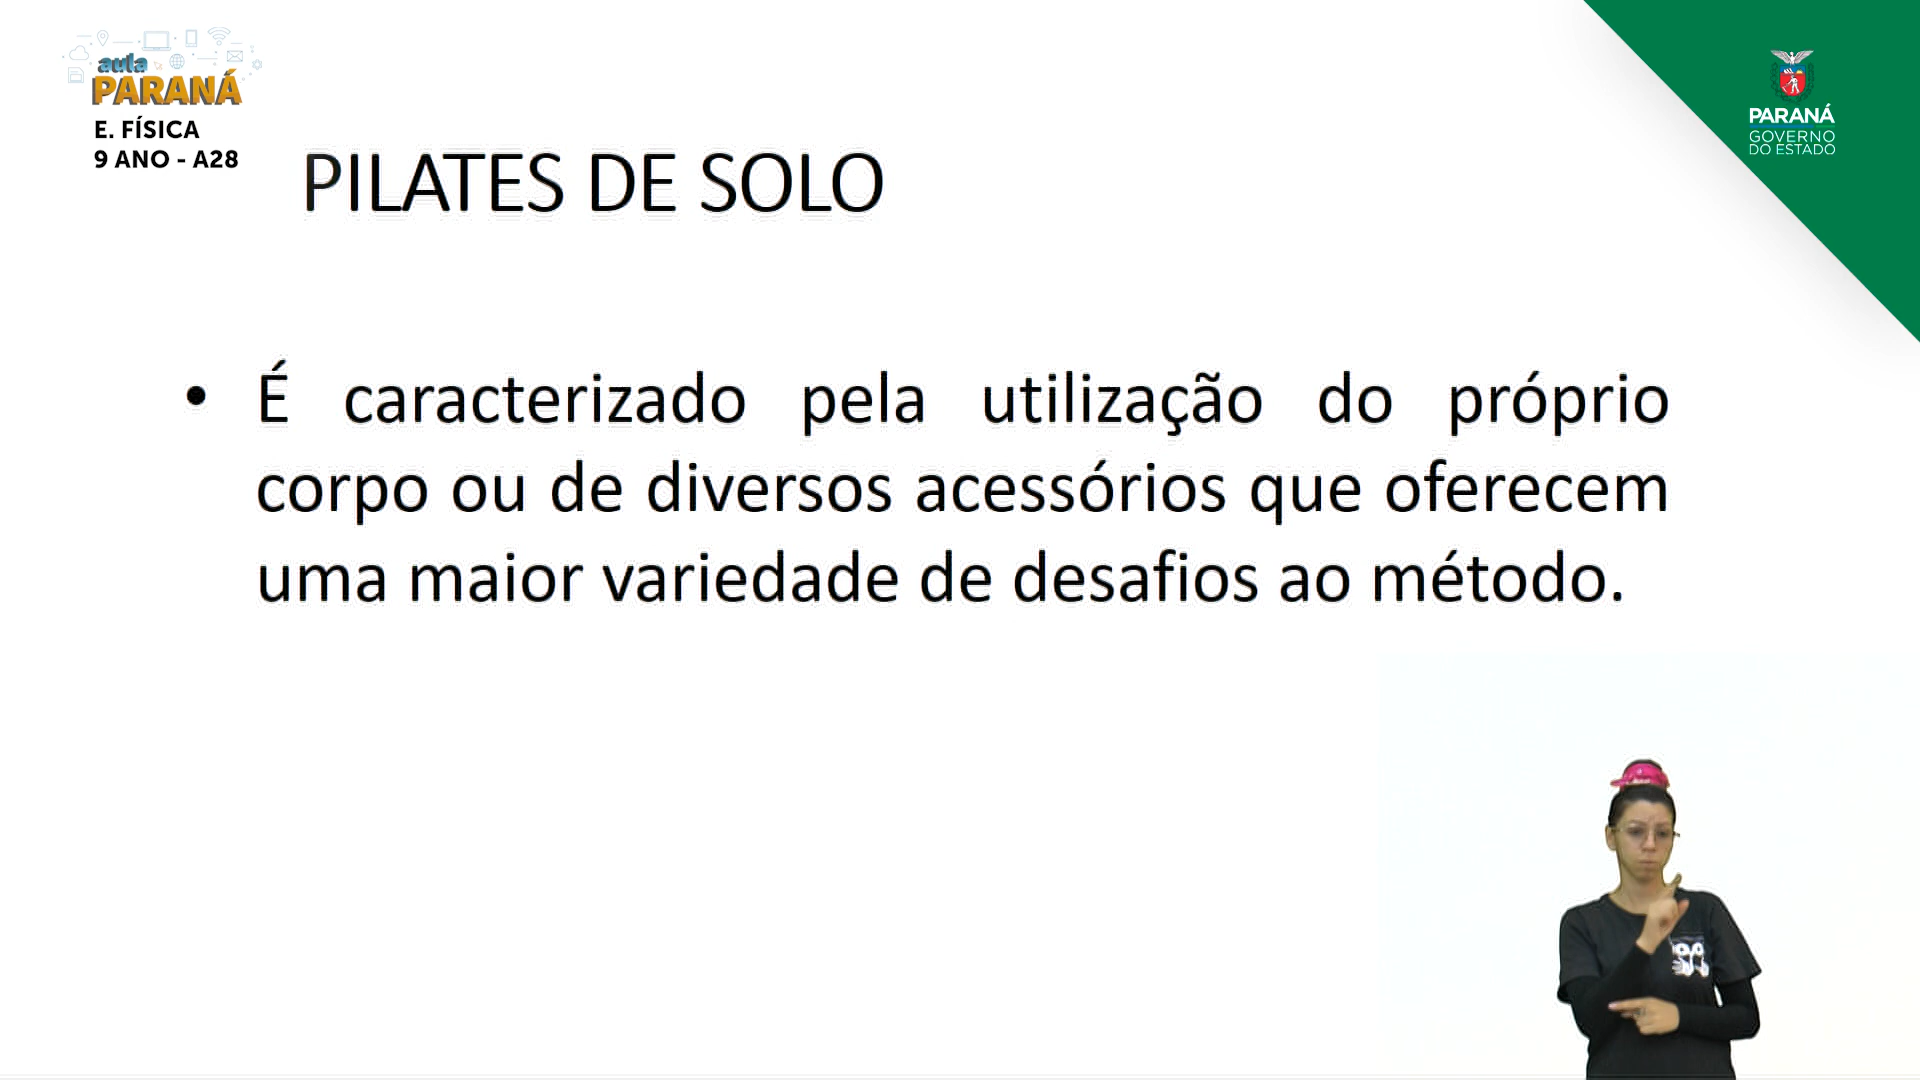 aula
PARANÁ
E. FÍSICA
9 ANO - A28
PARANÁ
GOVERNO
DO ESTADO
PILATES DE SOLO
• É caracterizado pela utilização do próprio
corpo ou de diversos acessórios que oferecem
uma maior variedade de desafios ao método.